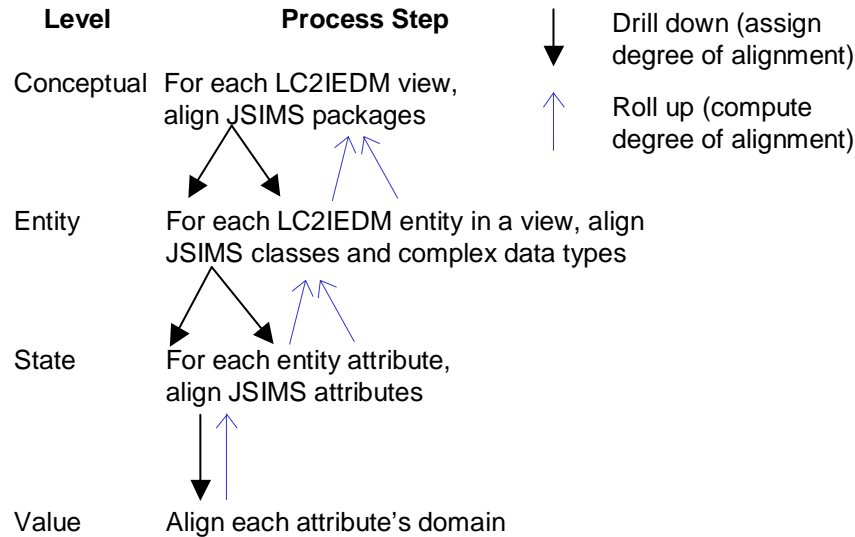 Level Process Step
Drill down (assign
degree of alignment)
Roll up (compute
degree of alignment)
Conceptual For each LC2IEDM view,
align JSIMS packages
Entity For each LC2IEDM entity in a view, align
JSIMS classes and complex data types
State For each entity attribute,
align JSIMS attributes
Value Align each attribute's domain